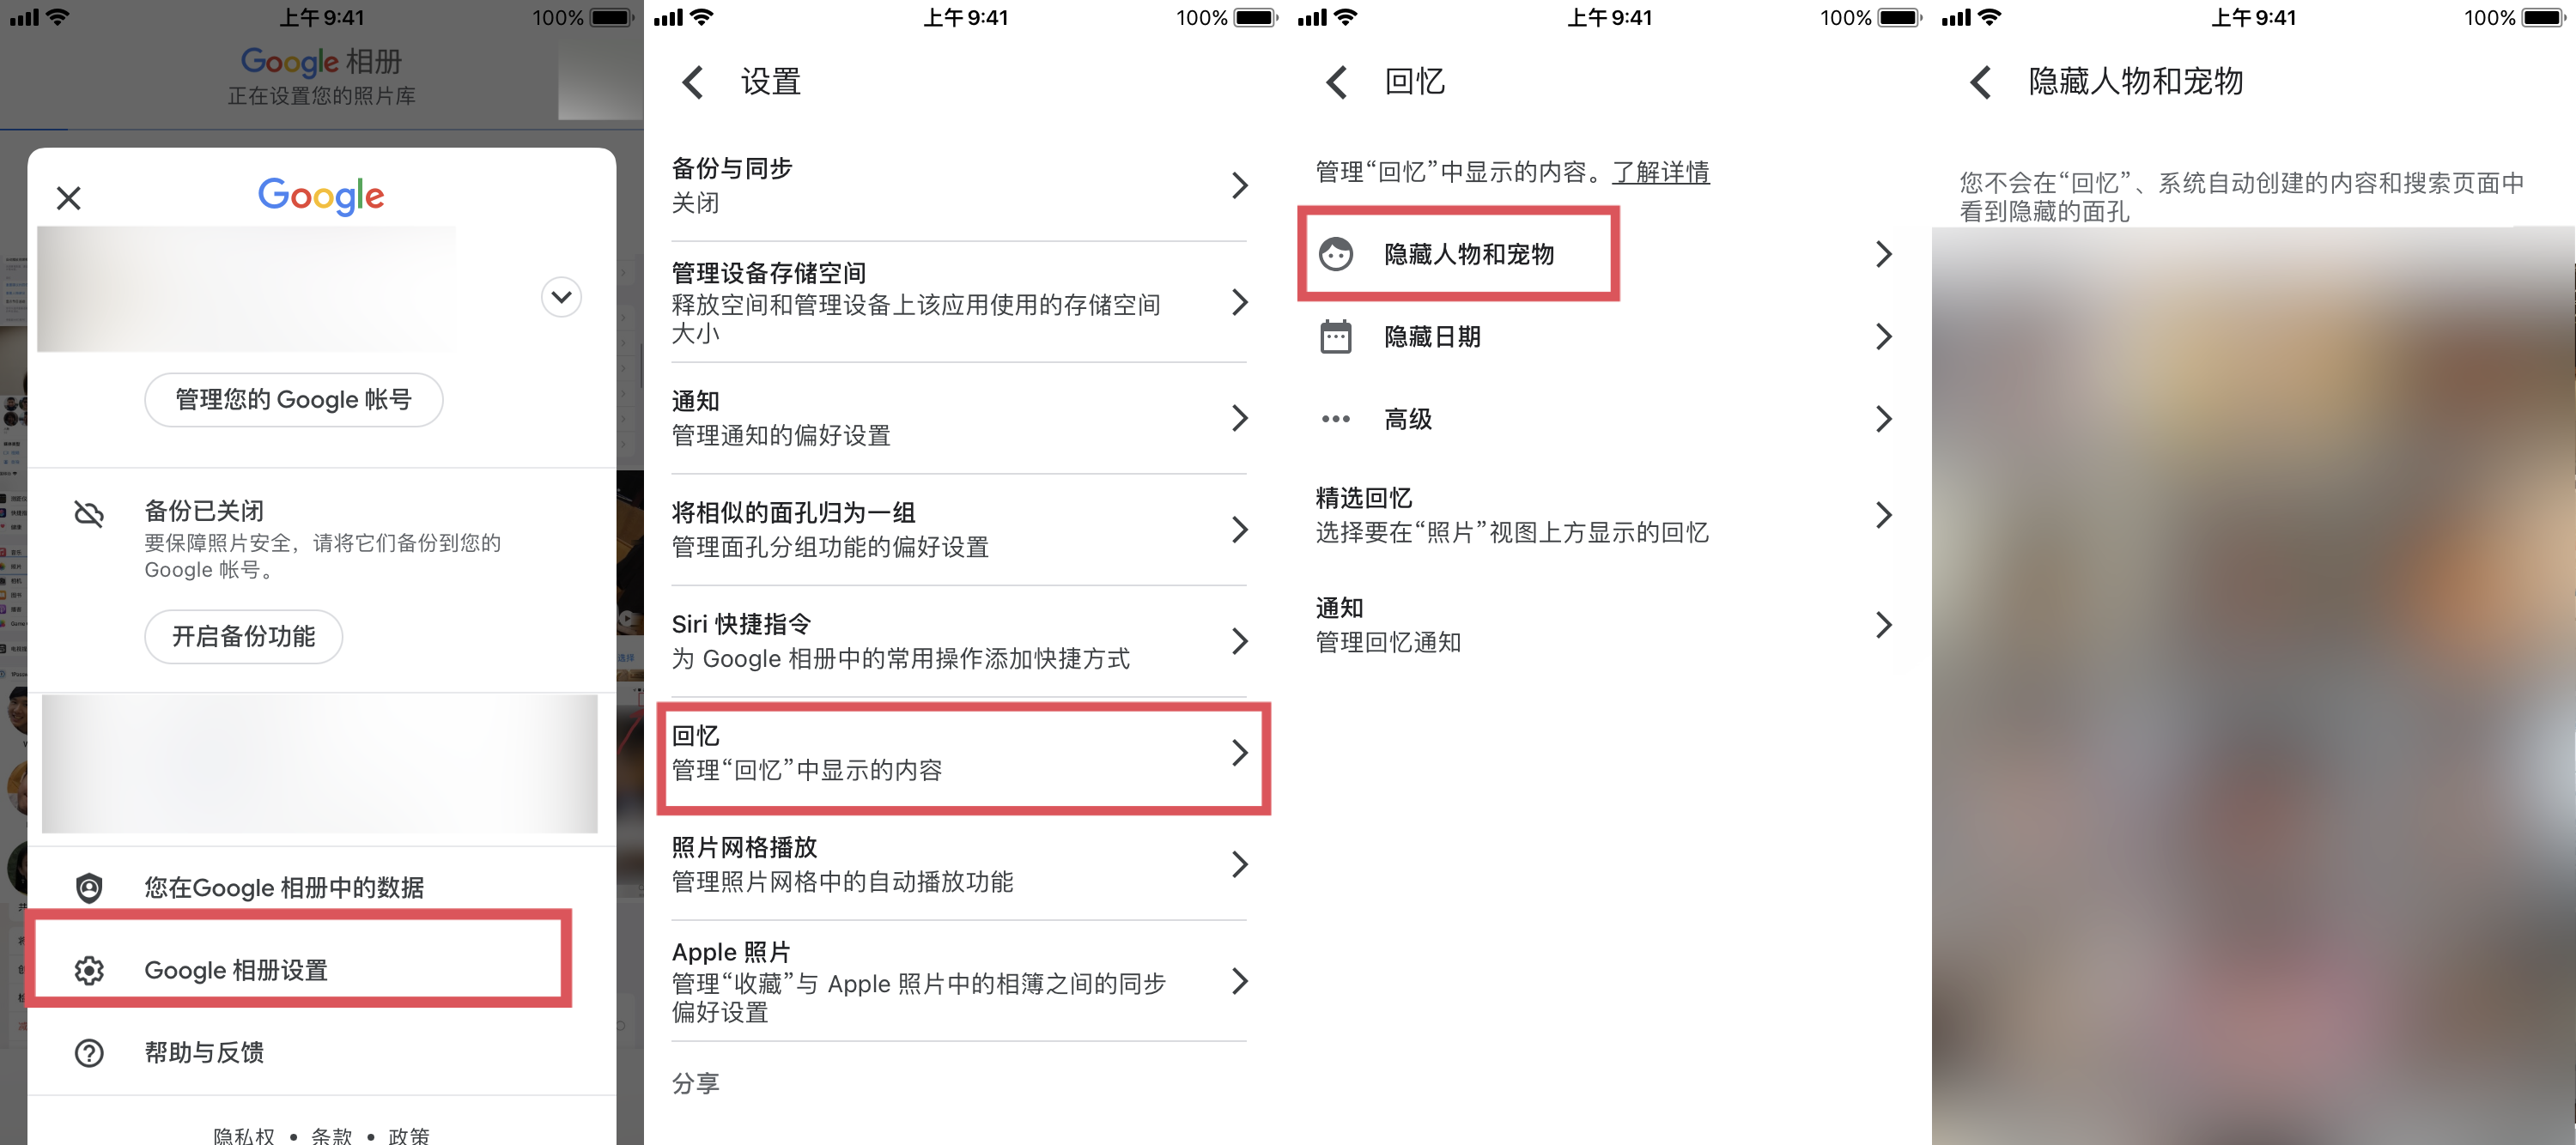 上午 9:41
100%
Google 相册
正在设置您的照片库
Google
管理您的 Google 帐号
备份已关闭
要保障照片安全，请将它们备份到您的
Google 帐号。
开启备份功能
您在Google 相册中的数据
Google 相册设置
帮助与反馈
隐私权 • 条款 • 政策
上午 9:41
100%
设置
备份与同步
关闭
管理设备存储空间
释放空间和管理设备上该应用使用的存储空间
大小
通知
管理通知的偏好设置
将相似的面孔归为一组
管理面孔分组功能的偏好设置
Siri 快捷指令
为 Google 相册中的常用操作添加快捷方式
回忆
管理“回忆”中显示的内容
照片网格播放
管理照片网格中的自动播放功能
Apple 照片
管理“收藏”与 Apple 照片中的相簿之间的同步
偏好设置
分享
上午 9:41
100%
回忆
管理“回忆”中显示的内容。了解详情
隐藏人物和宠物
隐藏日期
高级
精选回忆
选择要在“照片”视图上方显示的回忆
通知
管理回忆通知
上午 9:41
100%
隐藏人物和宠物
您不会在“回忆”、系统自动创建的内容和搜索页面中
看到隐藏的面孔